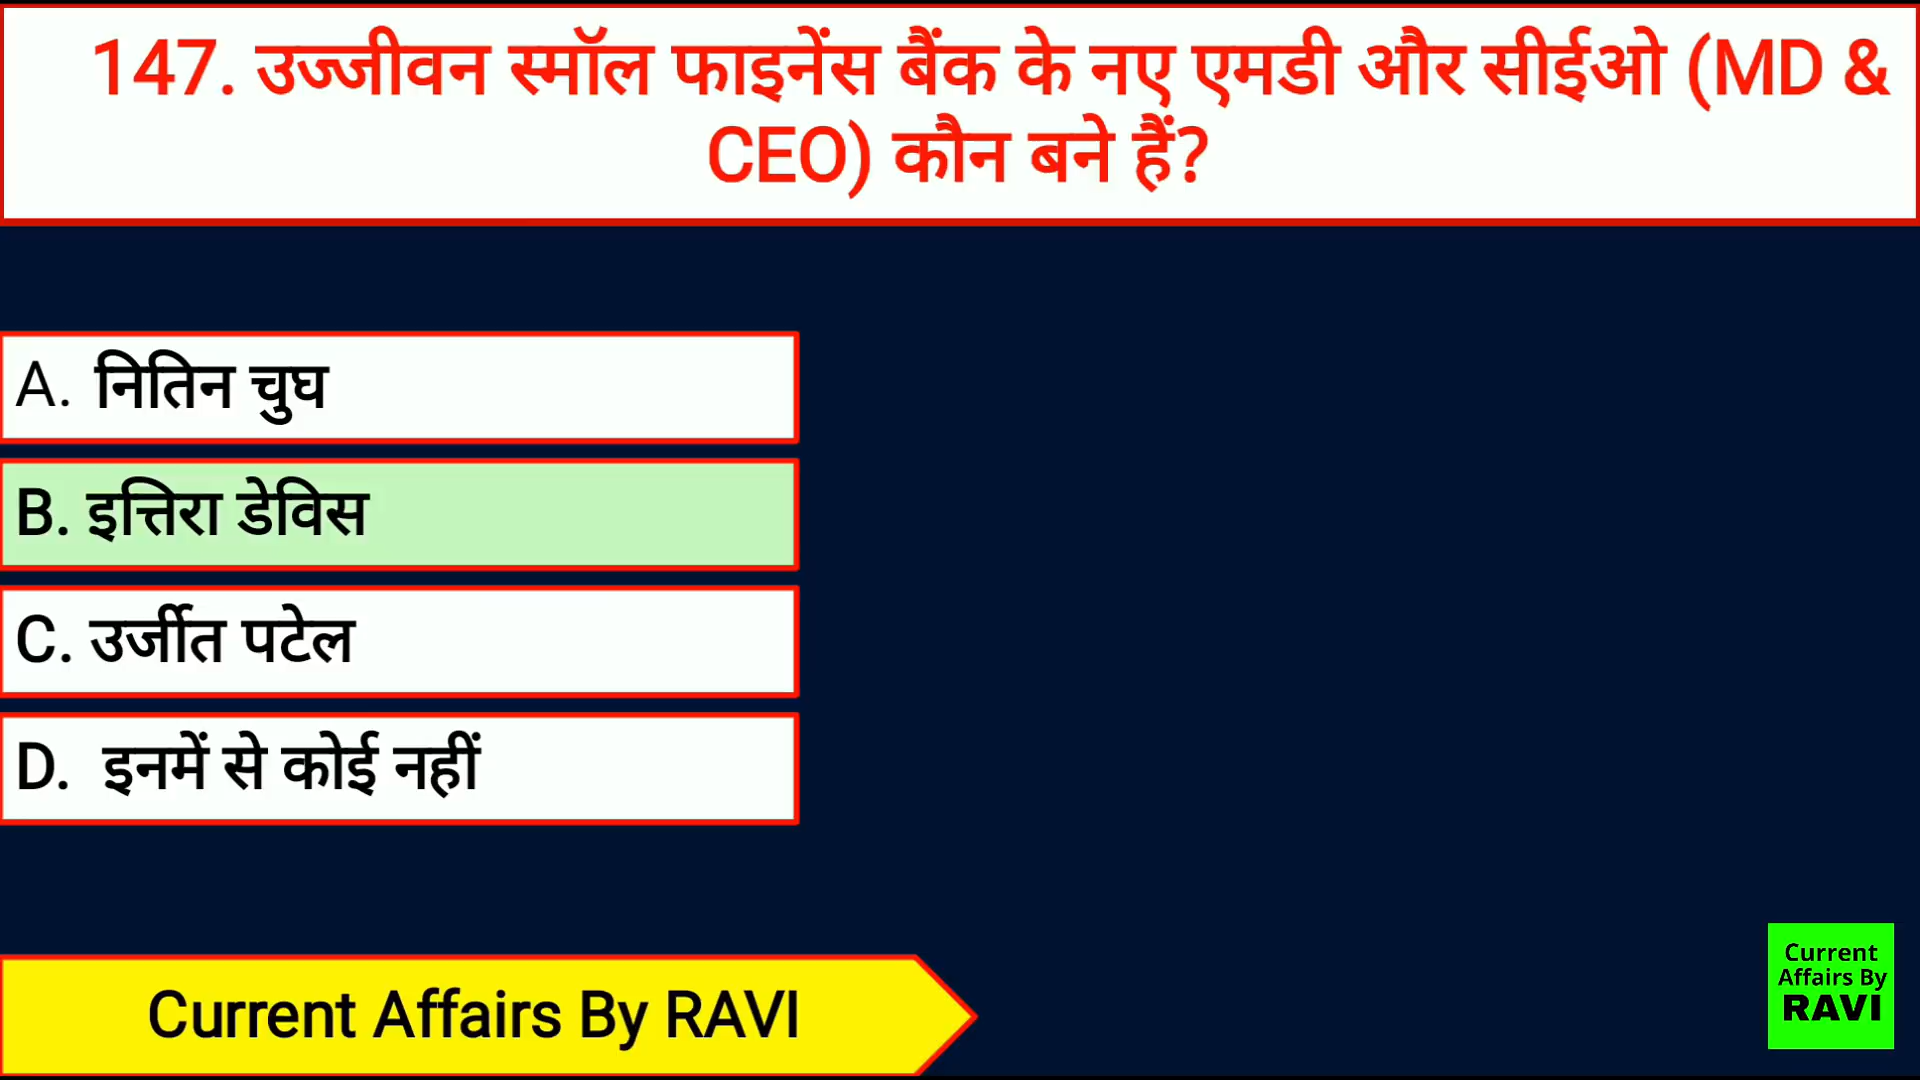 147. उज्जीवन स्मॉल फाइनेंस बैंक के नए एमडी और सीईओ (MD &
CEO) कौन बने हैं?
A. नितिन चुघ
B. इत्तिरा डेविस
C. उर्जीत पटेल
D. इनमें से कोई नहीं
Current Affairs By RAVI
Current
Affairs By
RAVI